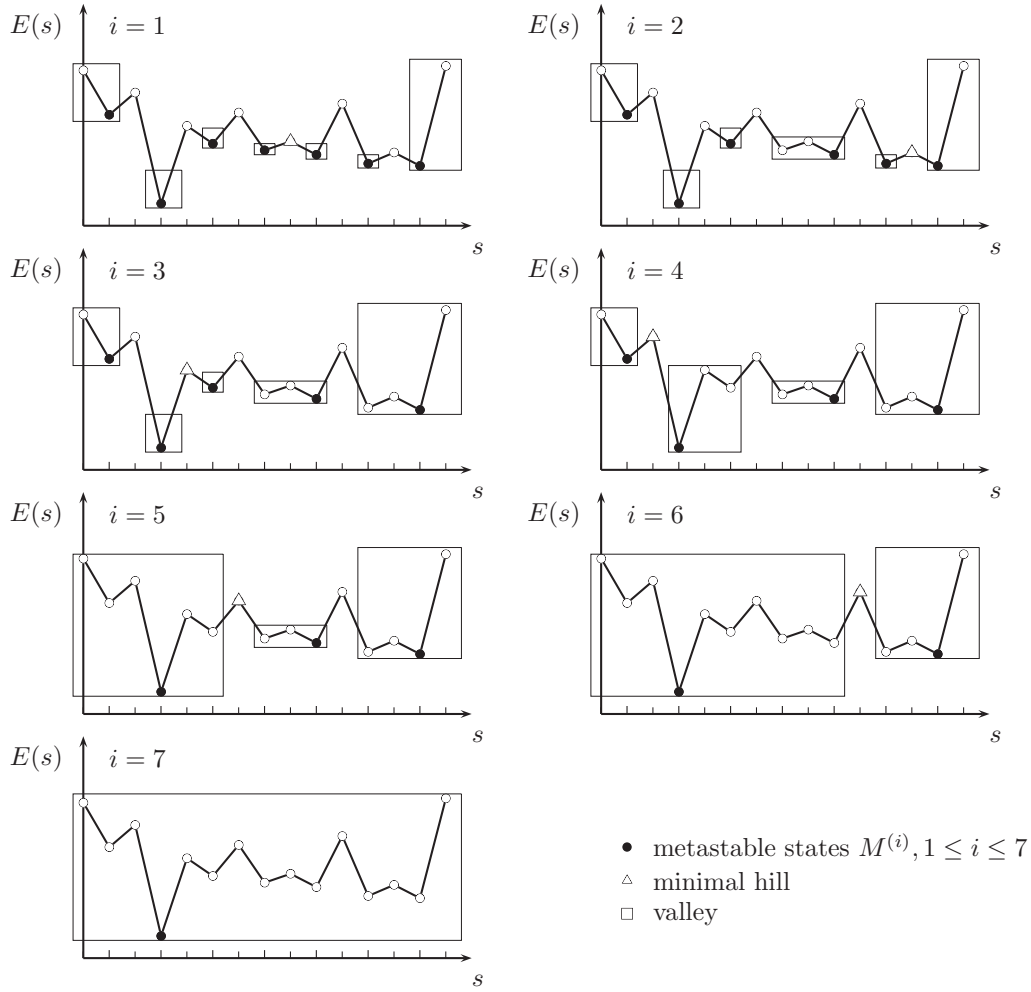 E(s) i = 1
s
E(s) i = 2
s
E(s) i = 3
s
E(s) i = 4
s
E(s) i = 5
s
E(s) i = 6
s
E(s) i = 7
s
metastable states M^{(i)}, 1 ≤ i ≤ 7
minimal hill
valley